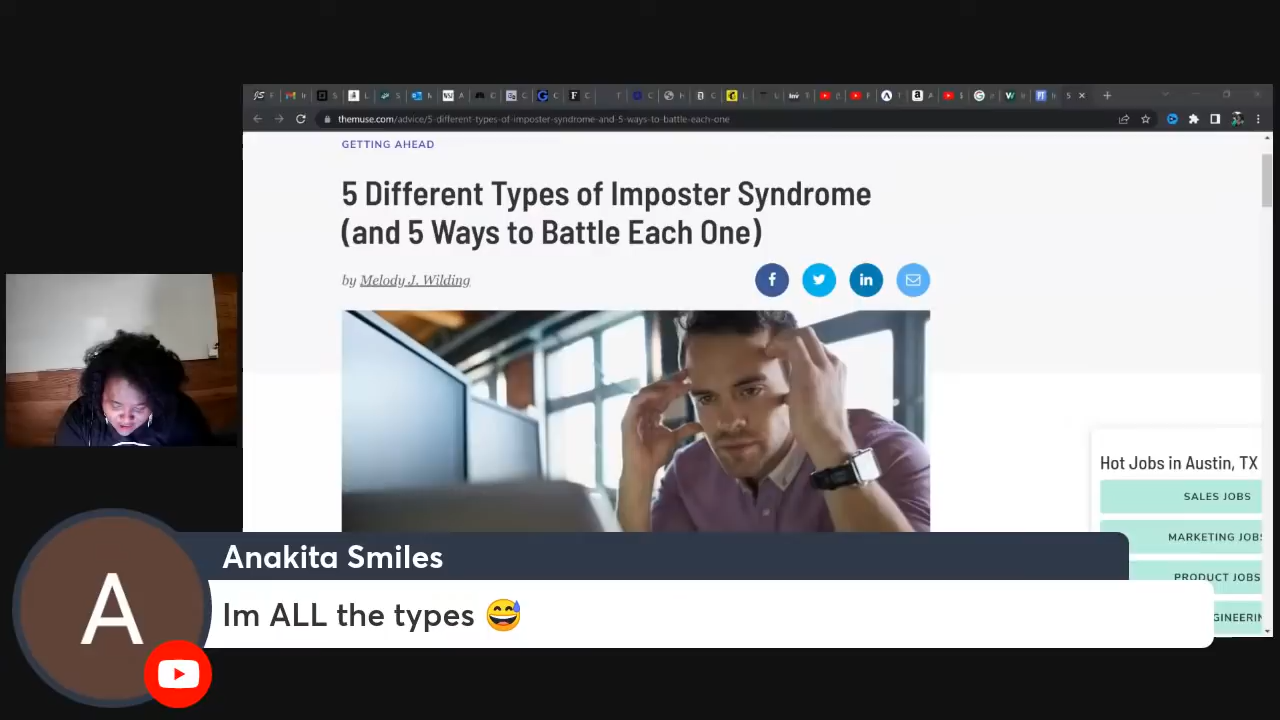 themuse.com/advice/5-different-types-of-imposter-syndrome-and-5-ways-to-battle-each-one
GETTING AHEAD
5 Different Types of Imposter Syndrome
(and 5 Ways to Battle Each One)
by Melody J. Wilding
Hot Jobs in Austin, TX
SALES JOBS
MARKETING JOBS
PRODUCT JOBS
GINEERIN
Anakita Smiles
Im ALL the types 😅
A